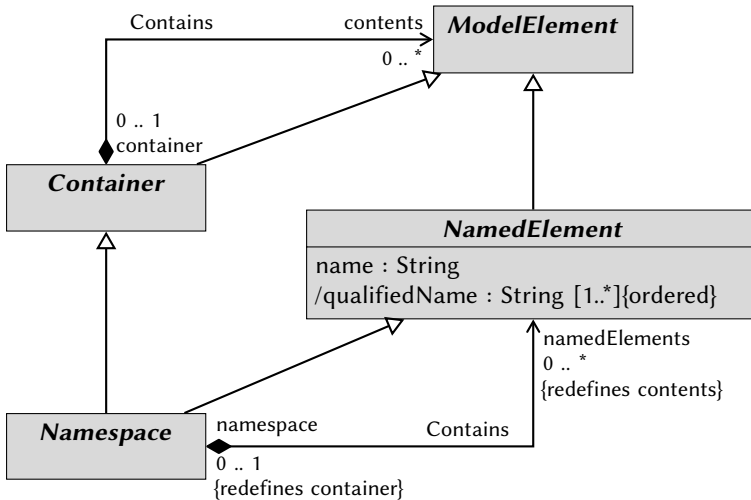 Contains
contents
ModelElement
0 .. *
0 .. 1
container
Container
NamedElement
name : String
/qualifiedName : String [1..*]{ordered}
namedElements
0 .. *
{redefines contents}
Namespace
namespace
Contains
0 .. 1
{redefines container}